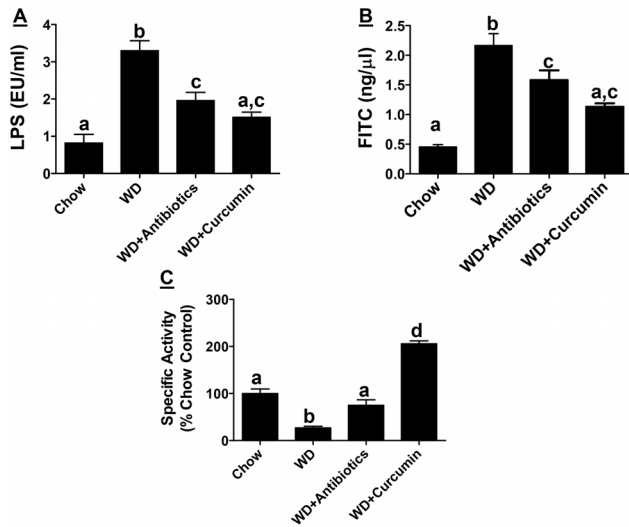 A
LPS (EU/ml)
4
3
2
1
0
a
b
c
a,c
Chow
WD
WD+Antibiotics
WD+Curcumin
B
FITC (ng/µl)
2.5
2.0
1.5
1.0
0.5
0.0
a
b
c
a,c
Chow
WD
WD+Antibiotics
WD+Curcumin
C
Specific Activity
(% Chow Control)
300
200
100
0
a
b
a
d
Chow
WD
WD+Antibiotics
WD+Curcumin